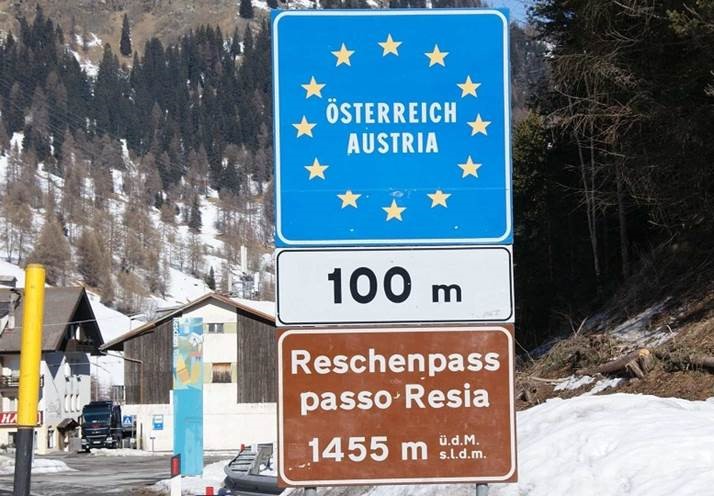 ÖSTERREICH
AUSTRIA
100 m
Reschenpass
passo Resia
1455 m ü.d.M.
s.l.d.m.